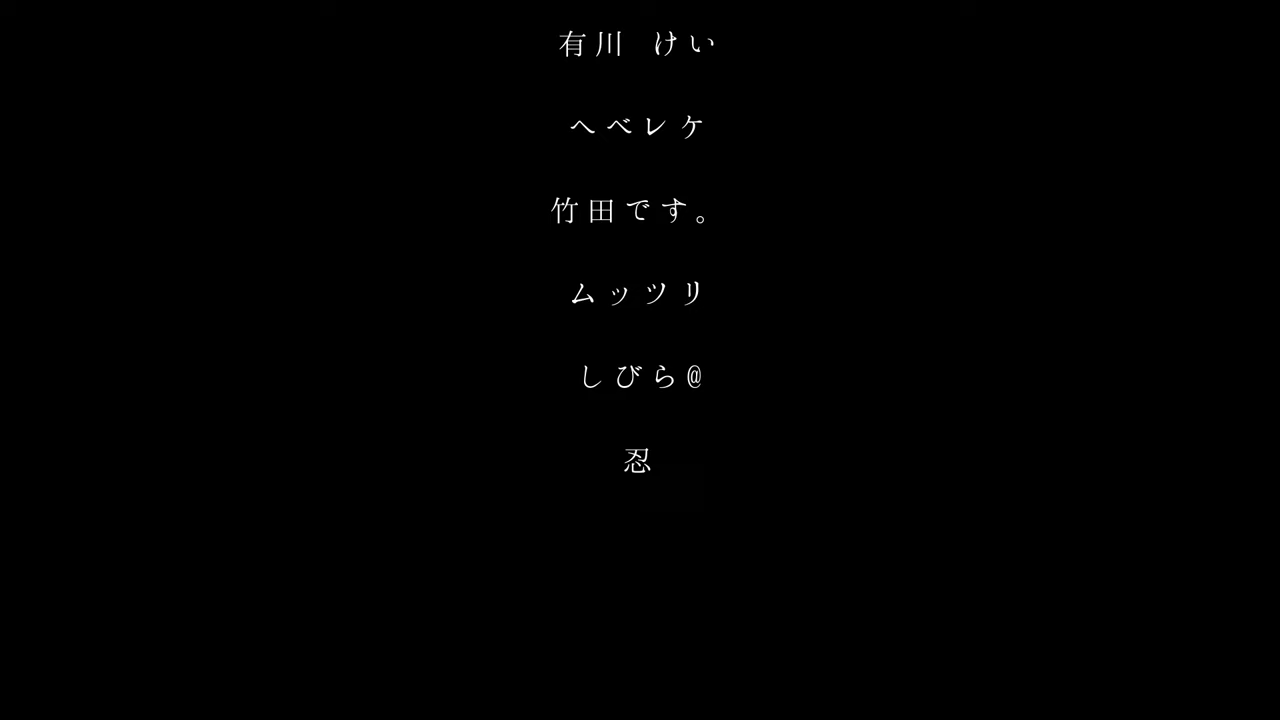 有川 けい
へべレケ
竹田です。
ムッツリ
しびら@
忍